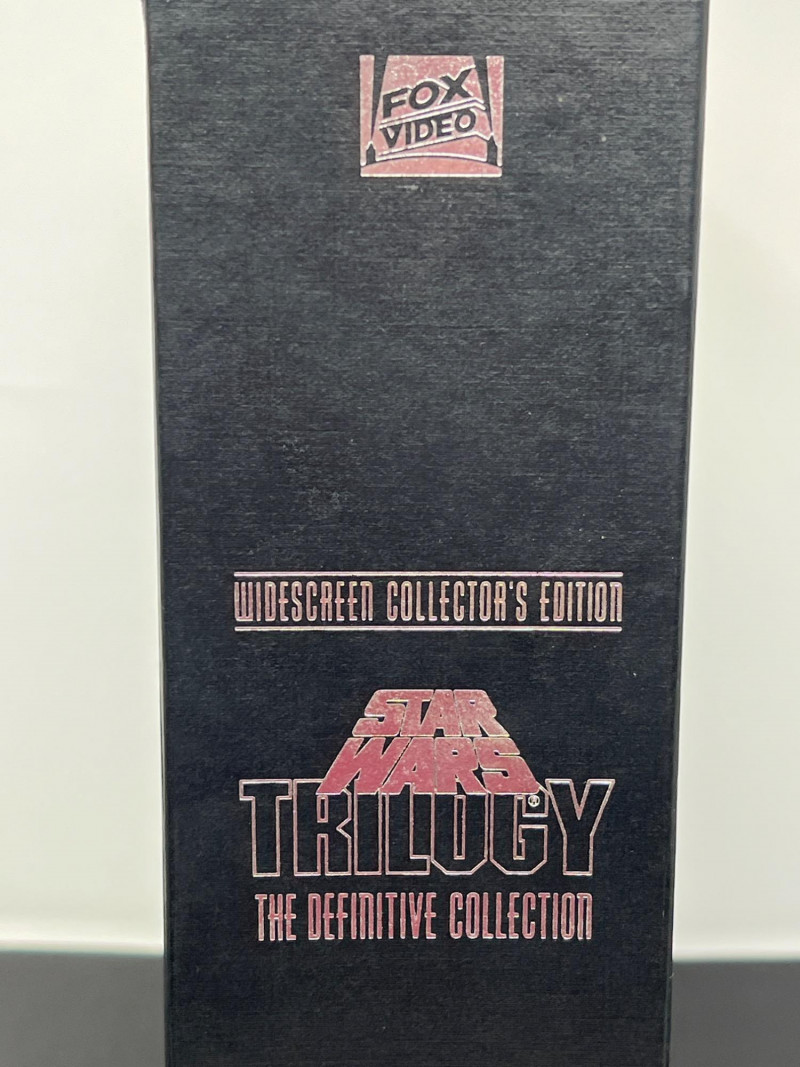 FOX
VIDEO
WIDESCREEN COLLECTOR'S EDITION
STAR
WARS
TRILOGY®
THE DEFINITIVE COLLECTION